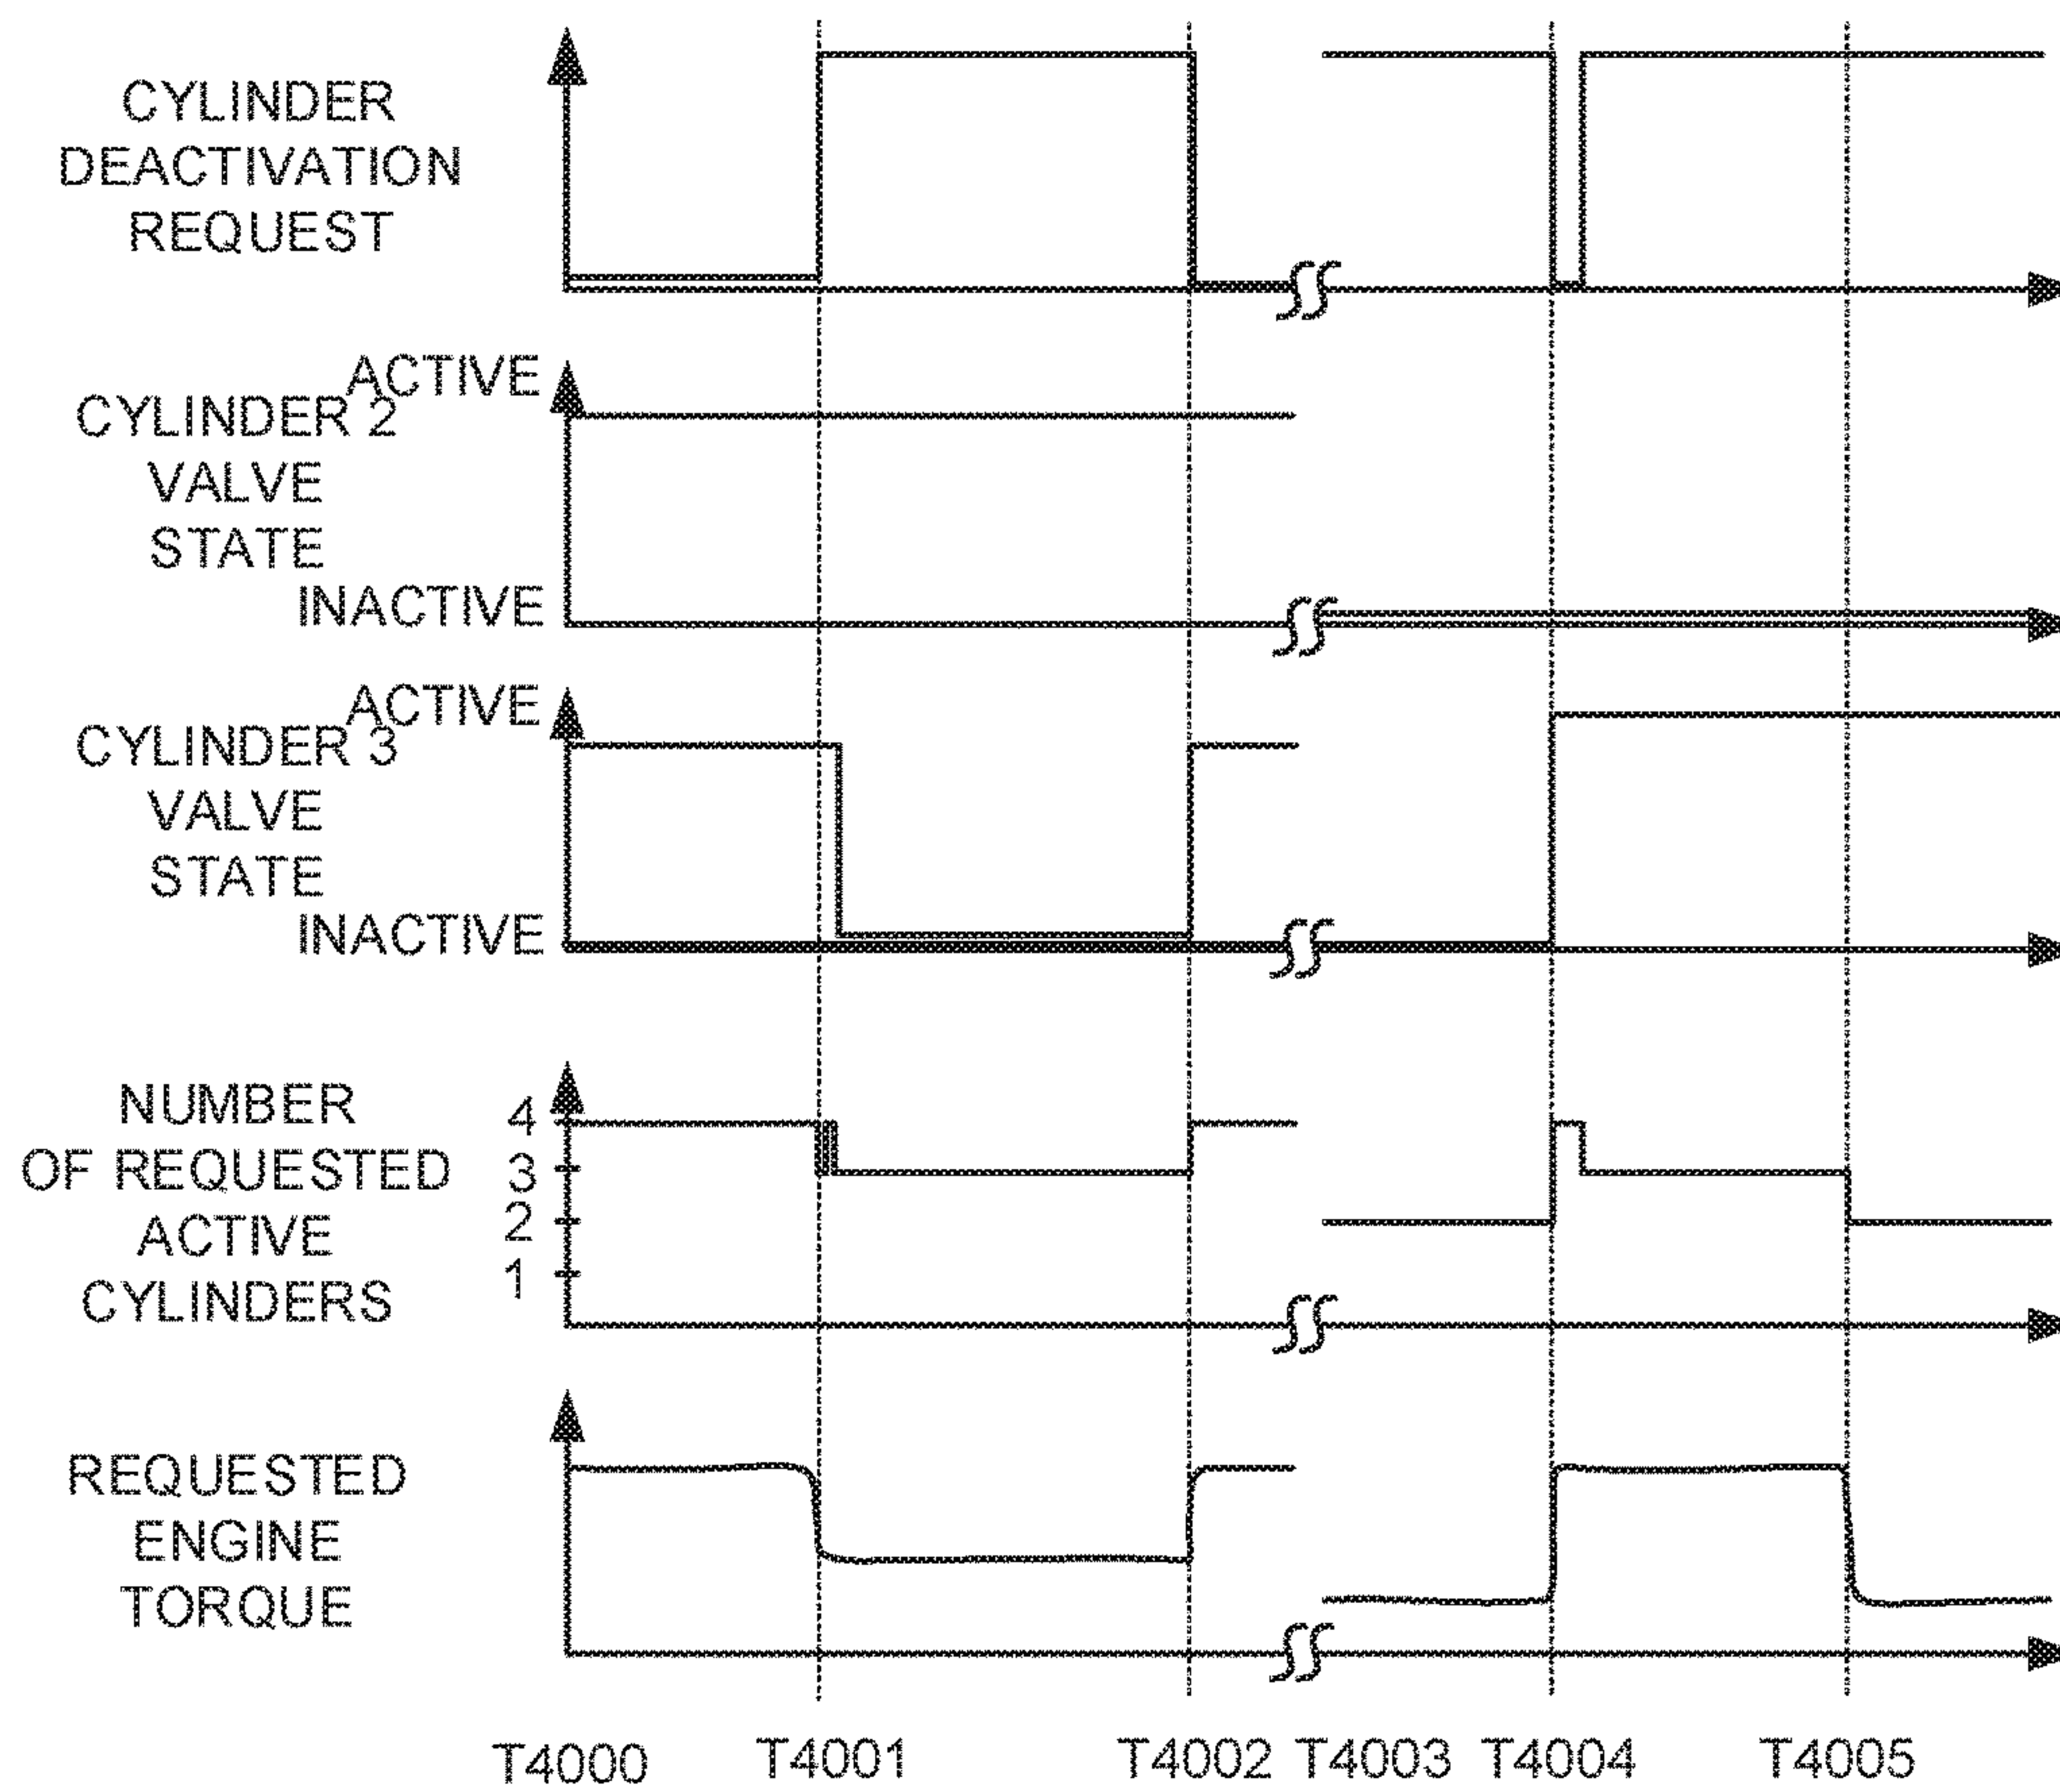 CYLINDER
DEACTIVATION
REQUEST
ACTIVE
CYLINDER 2
VALVE
STATE
INACTIVE
ACTIVE
CYLINDER 3
VALVE
STATE
INACTIVE
NUMBER
OF REQUESTED
ACTIVE
CYLINDERS
4
3
2
1
REQUESTED
ENGINE
TORQUE
T4000 T4001 T4002 T4003 T4004 T4005